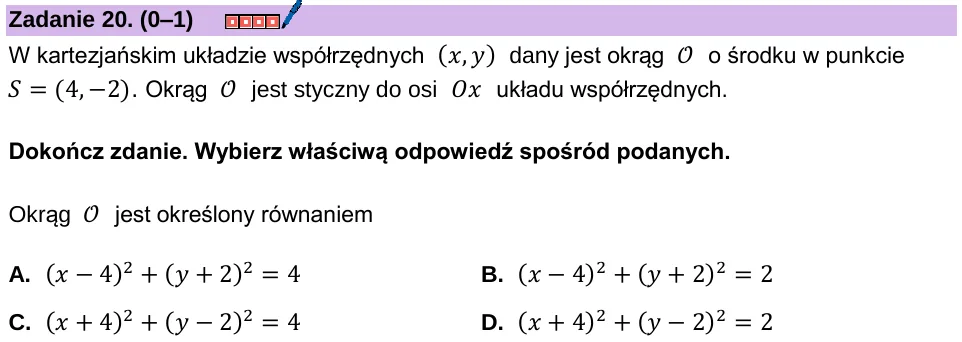 Zadanie 20. (0–1)
W kartezjańskim układzie współrzędnych (x, y) dany jest okrąg 𝒪 o środku w punkcie
S = (4, −2). Okrąg 𝒪 jest styczny do osi Ox układu współrzędnych.
Dokończ zdanie. Wybierz właściwą odpowiedź spośród podanych.
Okrąg 𝒪 jest określony równaniem
A. (x − 4)² + (y + 2)² = 4 B. (x − 4)² + (y + 2)² = 2
C. (x + 4)² + (y − 2)² = 4 D. (x + 4)² + (y − 2)² = 2